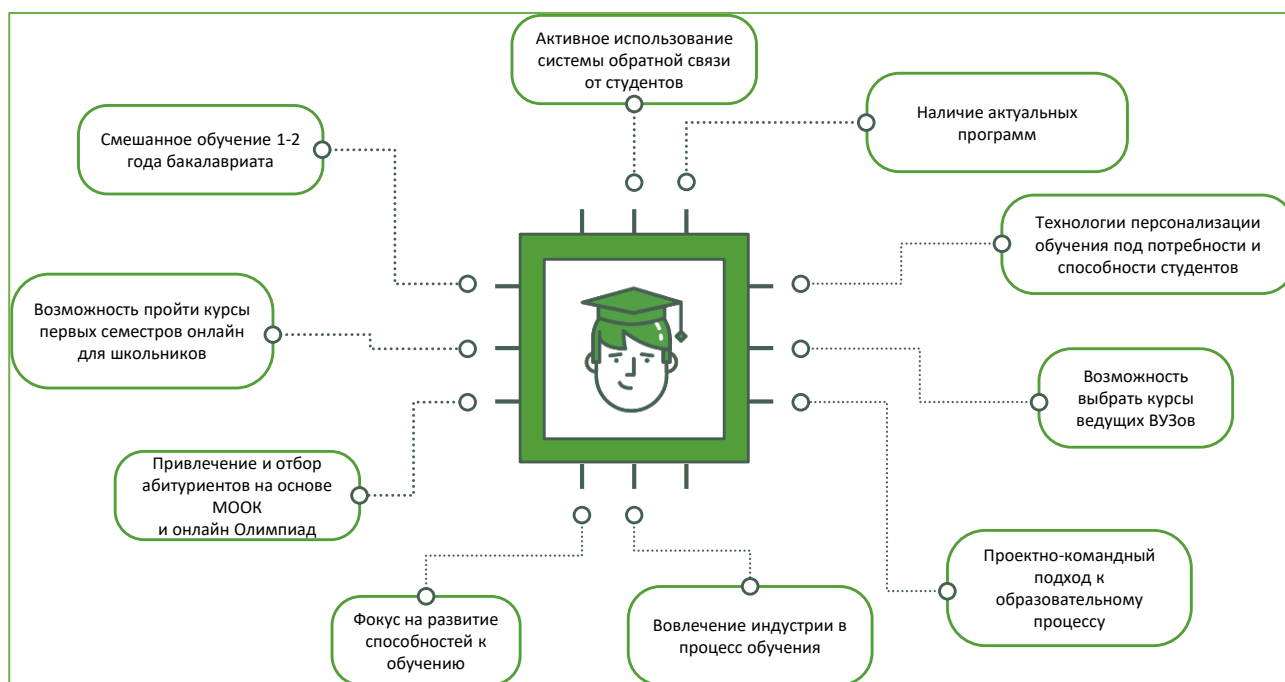 Активное использование
системы обратной связи
от студентов
Наличие актуальных
программ
Смешанное обучение 1-2
года бакалавриата
Технологии персонализации
обучения под потребности и
способности студентов
Возможность пройти курсы
первых семестров онлайн
для школьников
Возможность
выбрать курсы
ведущих ВУЗов
Привлечение и отбор
абитуриентов на основе
МООК
и онлайн Олимпиад
Проектно-командный
подход к
образовательному
процессу
Фокус на развитие
способностей к
обучению
Вовлечение индустрии в
процесс обучения